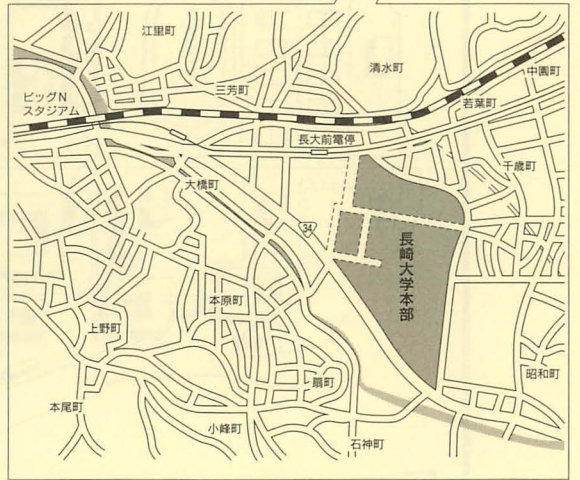 江里町
清水町
中園町
三芳町
ビッグN
スタジアム
若葉町
長大前電停
千歳町
大橋町
34
長崎大学本部
本原町
上野町
扇町
昭和町
本尾町
小峰町
石神町